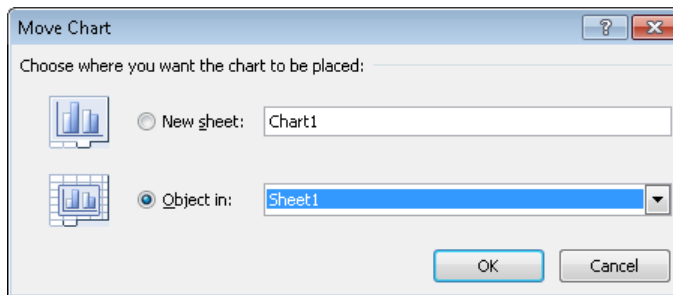 Move Chart
Choose where you want the chart to be placed:
New sheet: Chart1
Object in: Sheet1
OK Cancel